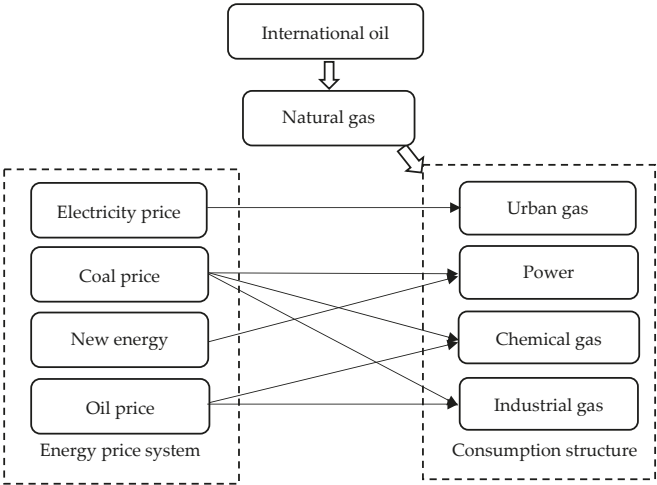 International oil
Natural gas
Electricity price
Urban gas
Coal price
Power
New energy
Chemical gas
Oil price
Industrial gas
Energy price system
Consumption structure